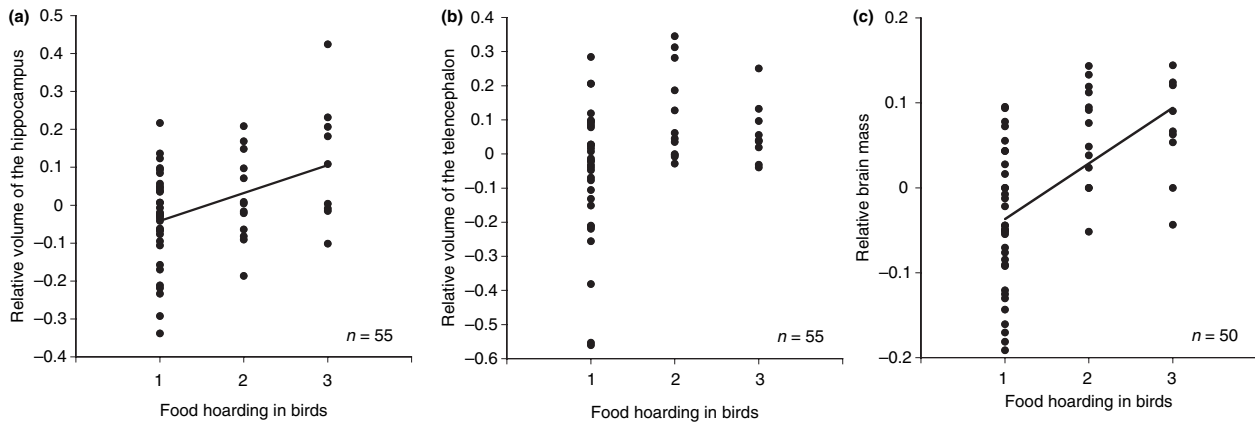 (a)
Relative volume of the hippocampus
0.5
0.4
0.3
0.2
0.1
0
–0.1
–0.2
–0.3
–0.4
1 2 3
n = 55
Food hoarding in birds
(b)
Relative volume of the telencephalon
0.4
0.3
0.2
0.1
0
–0.1
–0.2
–0.3
–0.4
–0.5
–0.6
1 2 3
n = 55
Food hoarding in birds
(c)
Relative brain mass
0.2
0.1
0
–0.1
–0.2
1 2 3
n = 50
Food hoarding in birds